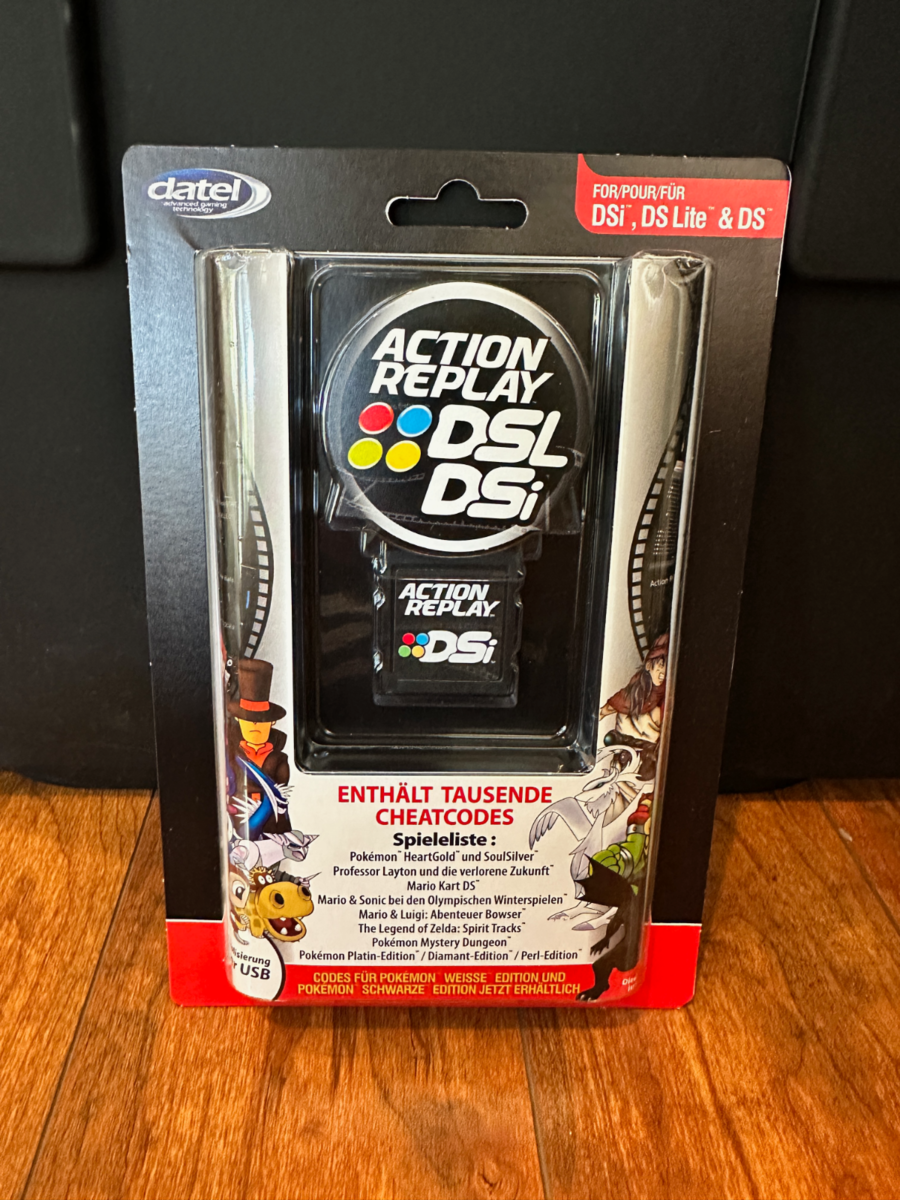 datel
advanced gaming
technology
FOR/POUR/FÜR
DSi™, DS Lite™ & DS™
ACTION
REPLAY
DSL
DSi
ACTION
REPLAY
DSi
Action
ENTHÄLT TAUSENDE
CHEATCODES
Spieleliste :
Pokémon™ HeartGold™ und SoulSilver™
Professor Layton und die verlorene Zukunft™
Mario Kart DS™
Mario & Sonic bei den Olympischen Winterspielen™
Mario & Luigi: Abenteuer Bowser™
The Legend of Zelda: Spirit Tracks™
Pokémon Mystery Dungeon™
Pokémon Platin-Edition™ / Diamant-Edition™ / Perl-Edition™
isierung
r USB
CODES FÜR POKÉMON™ WEISSE™ EDITION UND
POKÉMON™ SCHWARZE™ EDITION JETZT ERHÄLTLICH